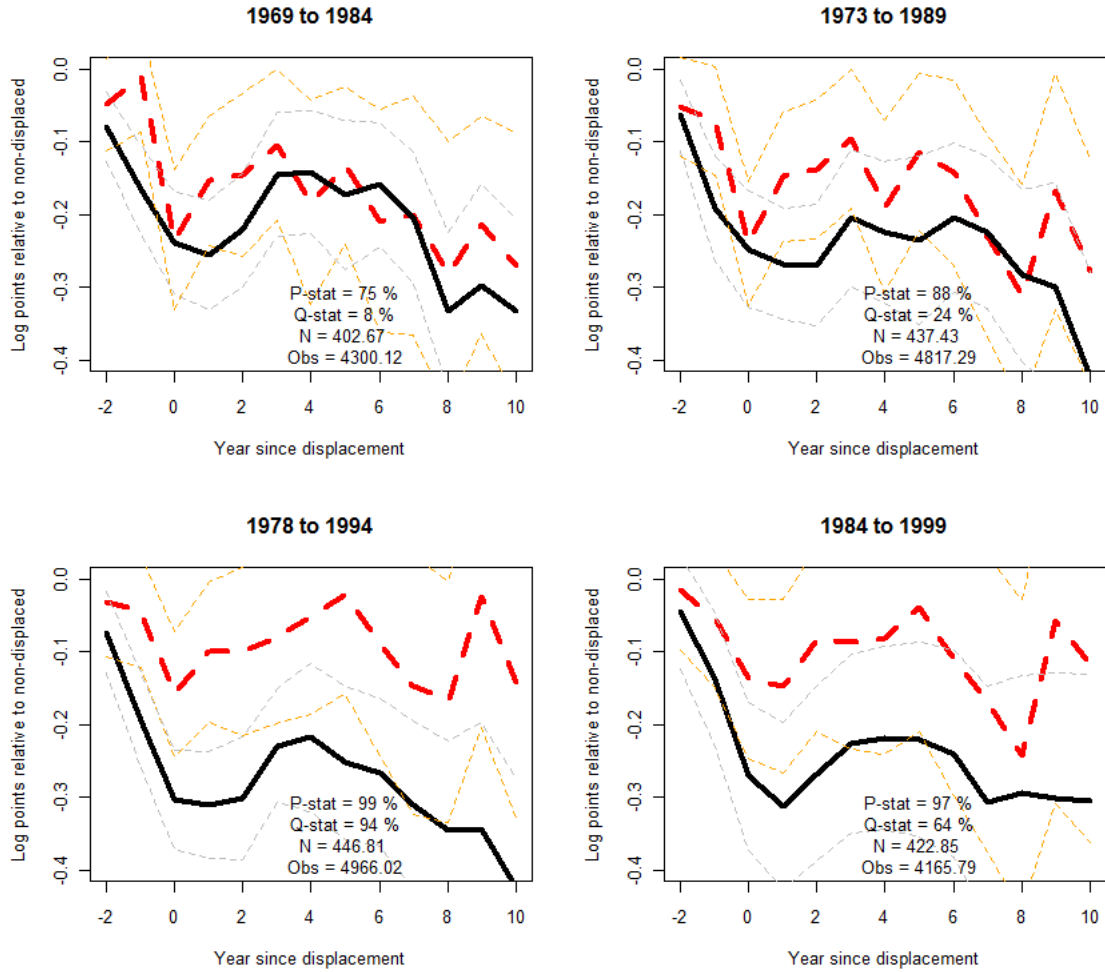 1969 to 1984
Log points relative to non-displaced
0.0
-0.1
-0.2
-0.3
-0.4
P-stat = 75 %
Q-stat = 8 %
N = 402.67
Obs = 4300.12
-2 0 2 4 6 8 10
Year since displacement
1973 to 1989
Log points relative to non-displaced
0.0
-0.1
-0.2
-0.3
-0.4
P-stat = 88 %
Q-stat = 24 %
N = 437.43
Obs = 4817.29
-2 0 2 4 6 8 10
Year since displacement
1978 to 1994
Log points relative to non-displaced
0.0
-0.1
-0.2
-0.3
-0.4
P-stat = 99 %
Q-stat = 94 %
N = 446.81
Obs = 4966.02
-2 0 2 4 6 8 10
Year since displacement
1984 to 1999
Log points relative to non-displaced
0.0
-0.1
-0.2
-0.3
-0.4
P-stat = 97 %
Q-stat = 64 %
N = 422.85
Obs = 4165.79
-2 0 2 4 6 8 10
Year since displacement